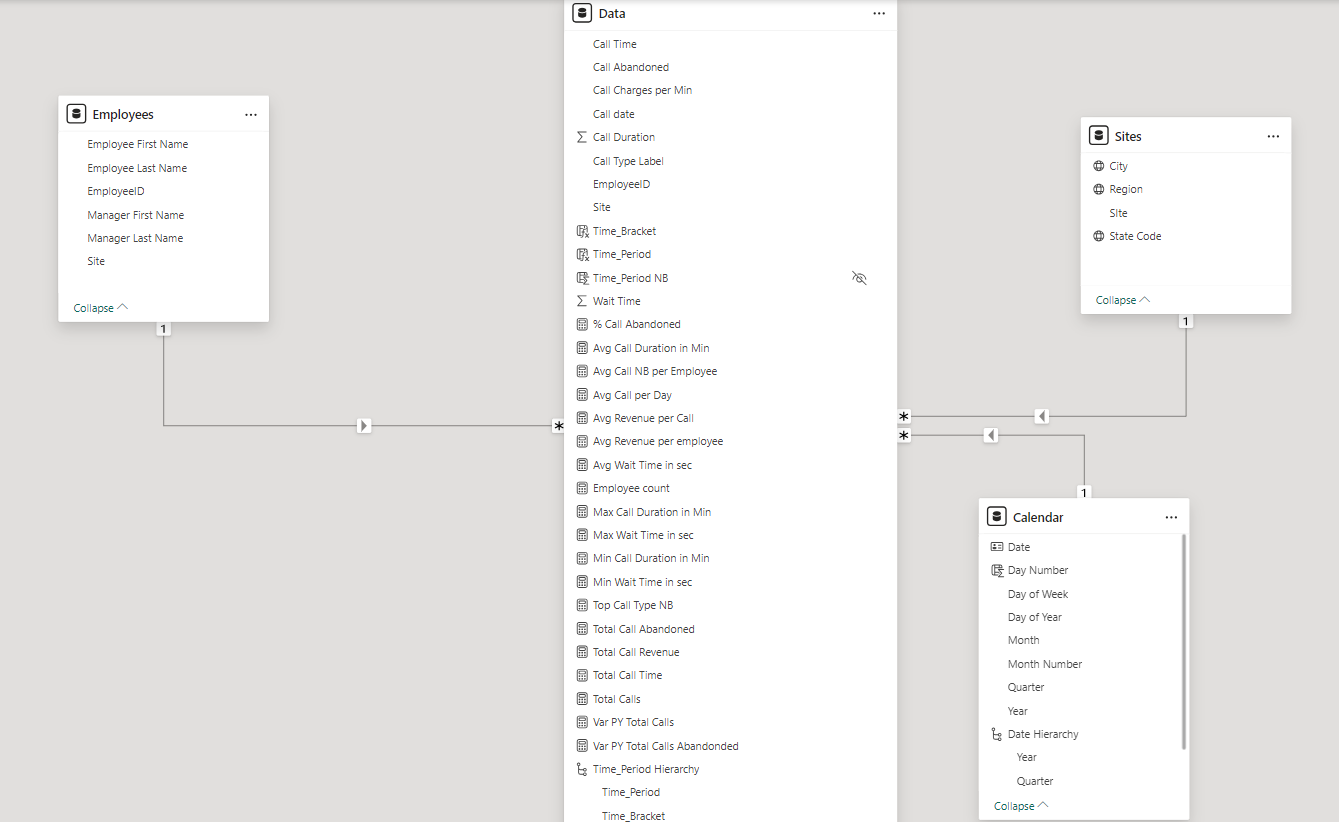 Data
Call Time
Call Abandoned
Call Charges per Min
Call date
Call Duration
Call Type Label
EmployeeID
Site
Time_Bracket
Time_Period
Time_Period NB
Wait Time
% Call Abandoned
Avg Call Duration in Min
Avg Call NB per Employee
Avg Call per Day
Avg Revenue per Call
Avg Revenue per employee
Avg Wait Time in sec
Employee count
Max Call Duration in Min
Max Wait Time in sec
Min Call Duration in Min
Min Wait Time in sec
Top Call Type NB
Total Call Abandoned
Total Call Revenue
Total Call Time
Total Calls
Var PY Total Calls
Var PY Total Calls Abandonded
Time_Period Hierarchy
Time_Period
Time_Bracket
Employees
Employee First Name
Employee Last Name
EmployeeID
Manager First Name
Manager Last Name
Site
Collapse
1
*
Sites
City
Region
SIte
State Code
Collapse
1
*
*
1
Calendar
Date
Day Number
Day of Week
Day of Year
Month
Month Number
Quarter
Year
Date Hierarchy
Year
Quarter
Collapse